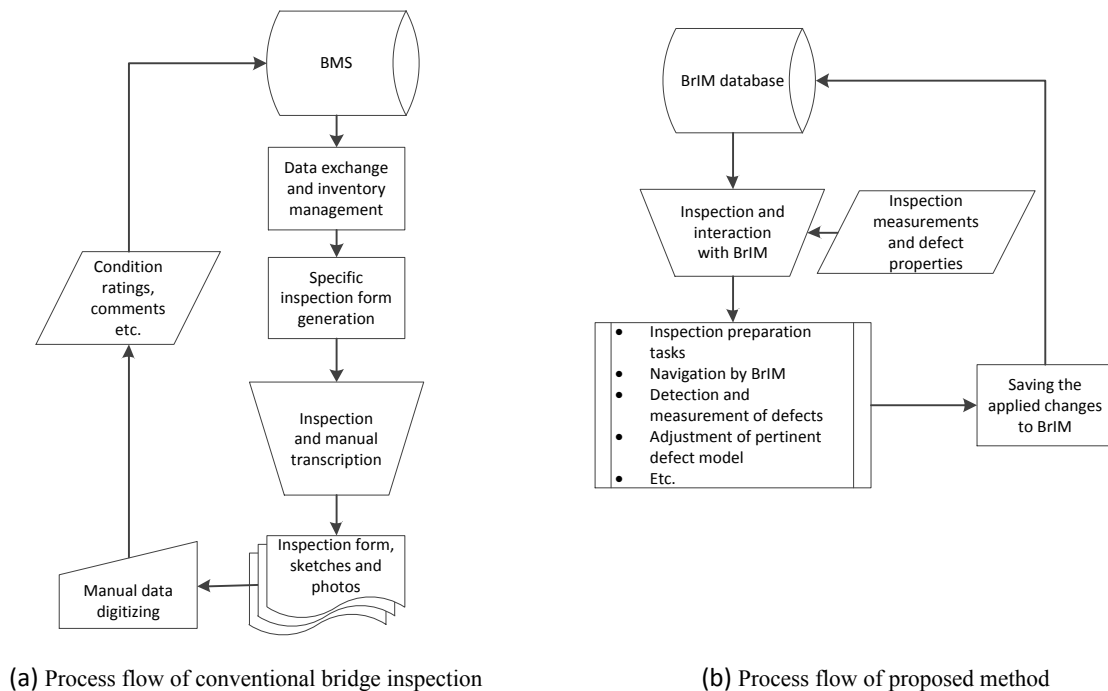 BMS
Data exchange
and inventory
management
Specific
inspection form
generation
Inspection
and manual
transcription
Inspection form,
sketches and
photos
Manual data
digitizing
Condition
ratings,
comments
etc.
(a) Process flow of conventional bridge inspection
BrIM database
Inspection and
interaction
with BrIM
Inspection
measurements
and defect
properties
• Inspection preparation
tasks
• Navigation by BrIM
• Detection and
measurement of defects
• Adjustment of pertinent
defect model
• Etc.
Saving the
applied changes
to BrIM
(b) Process flow of proposed method